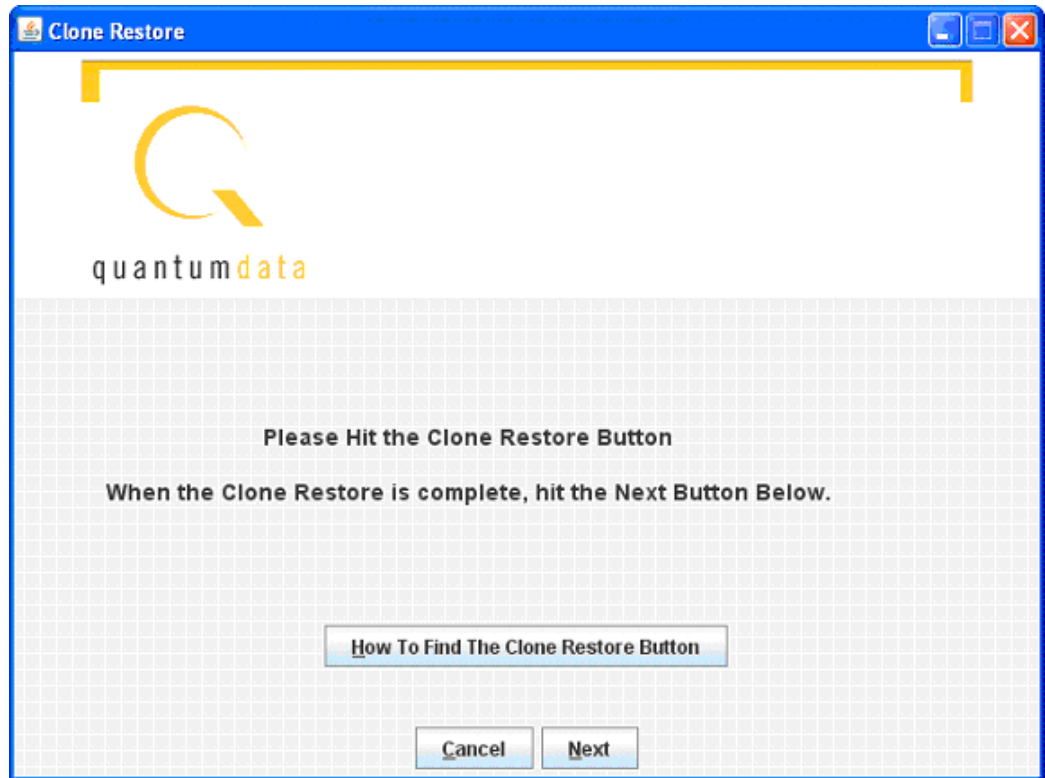 Clone Restore
quantumdata
Please Hit the Clone Restore Button
When the Clone Restore is complete, hit the Next Button Below.
How To Find The Clone Restore Button
Cancel Next